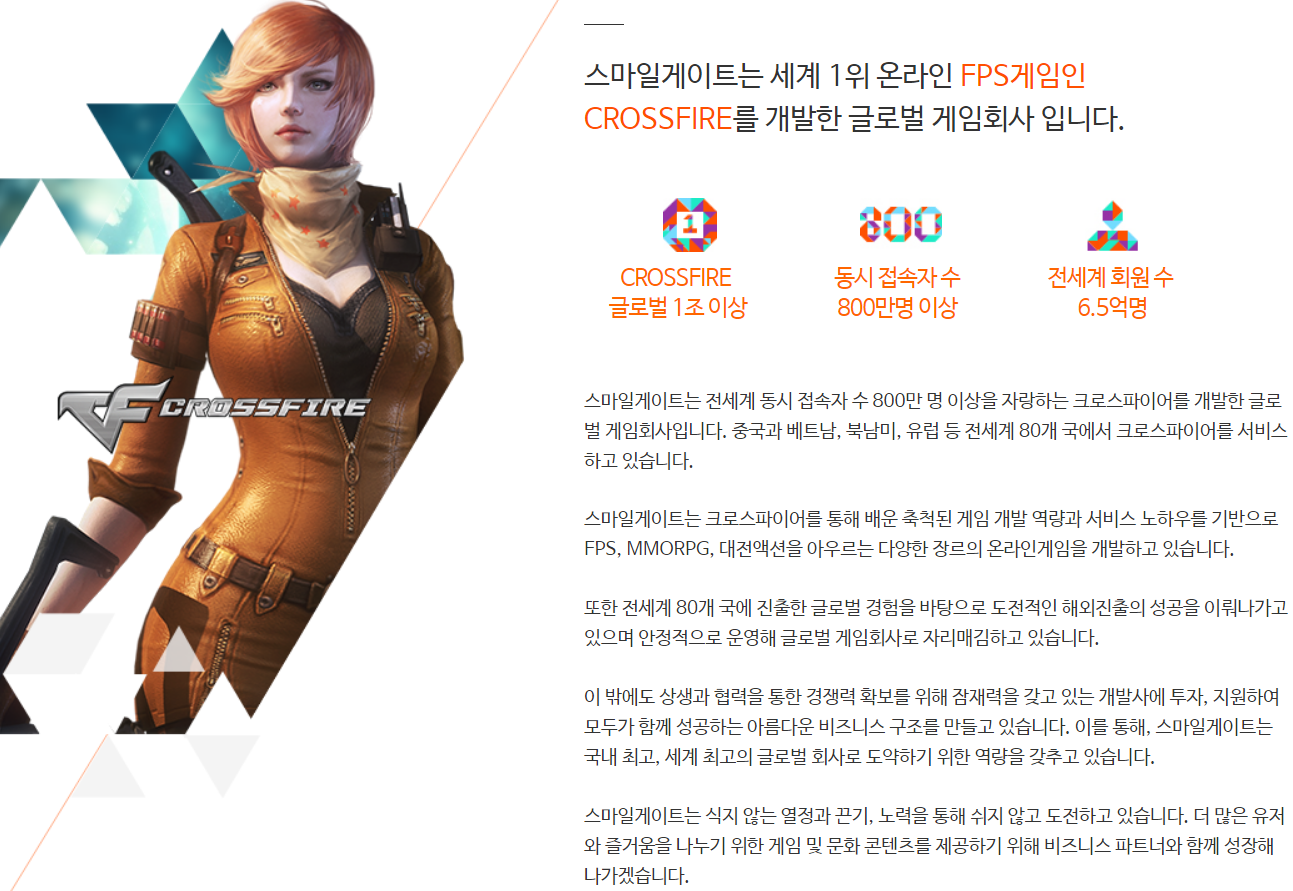 스마일게이트는 세계 1위 온라인 FPS게임인
CROSSFIRE를 개발한 글로벌 게임회사 입니다.
1
800
CROSSFIRE
글로벌 1조 이상
동시 접속자 수
800만명 이상
전세계 회원 수
6.5억명
CF CROSSFIRE
스마일게이트는 전세계 동시 접속자 수 800만 명 이상을 자랑하는 크로스파이어를 개발한 글로
벌 게임회사입니다. 중국과 베트남, 북남미, 유럽 등 전세계 80개 국에서 크로스파이어를 서비스
하고 있습니다.
스마일게이트는 크로스파이어를 통해 배운 축척된 게임 개발 역량과 서비스 노하우를 기반으로
FPS, MMORPG, 대전액션을 아우르는 다양한 장르의 온라인게임을 개발하고 있습니다.
또한 전세계 80개 국에 진출한 글로벌 경험을 바탕으로 도전적인 해외진출의 성공을 이뤄나가고
있으며 안정적으로 운영해 글로벌 게임회사로 자리매김하고 있습니다.
이 밖에도 상생과 협력을 통한 경쟁력 확보를 위해 잠재력을 갖고 있는 개발사에 투자, 지원하여
모두가 함께 성공하는 아름다운 비즈니스 구조를 만들고 있습니다. 이를 통해, 스마일게이트는
국내 최고, 세계 최고의 글로벌 회사로 도약하기 위한 역량을 갖추고 있습니다.
스마일게이트는 식지 않는 열정과 끈기, 노력을 통해 쉬지 않고 도전하고 있습니다. 더 많은 유저
와 즐거움을 나누기 위한 게임 및 문화 콘텐츠를 제공하기 위해 비즈니스 파트너와 함께 성장해
나가겠습니다.